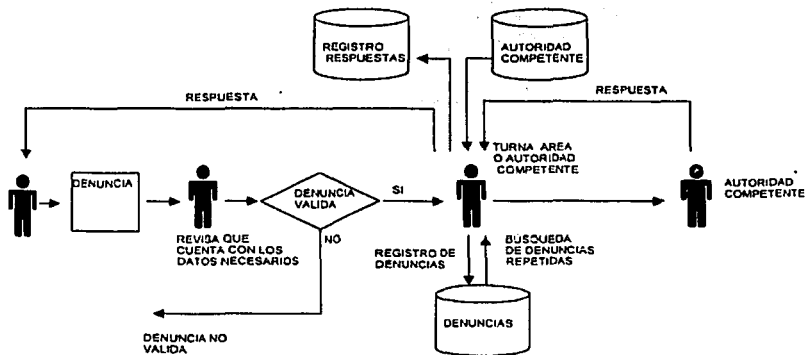 REGISTRO
RESPUESTAS
AUTORIDAD
COMPETENTE
RESPUESTA
RESPUESTA
TURNA AREA
O AUTORIDAD
COMPETENTE
DENUNCIA
DENUNCIA
VALIDA
SI
AUTORIDAD
COMPETENTE
NO
REVISA QUE
CUENTA CON LOS
DATOS NECESARIOS
REGISTRO DE
DENUNCIAS
BÚSQUEDA
DE DENUNCIAS
REPETIDAS
DENUNCIAS
DENUNCIA NO
VALIDA